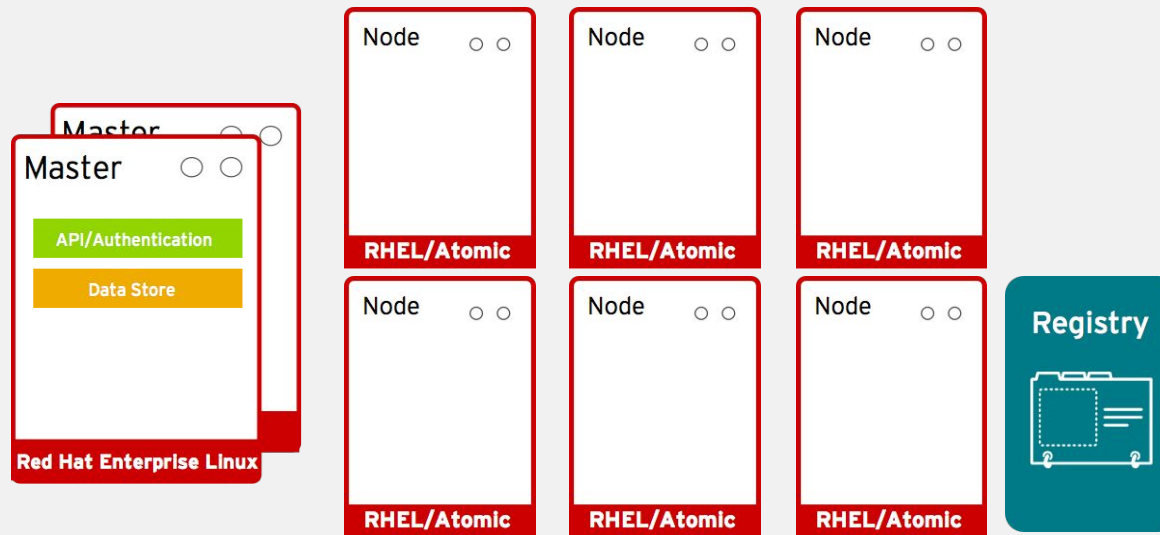 Master
Master
API/Authentication
Data Store
Red Hat Enterprise Linux
Node
RHEL/Atomic
Node
RHEL/Atomic
Node
RHEL/Atomic
Node
RHEL/Atomic
Node
RHEL/Atomic
Node
RHEL/Atomic
Registry